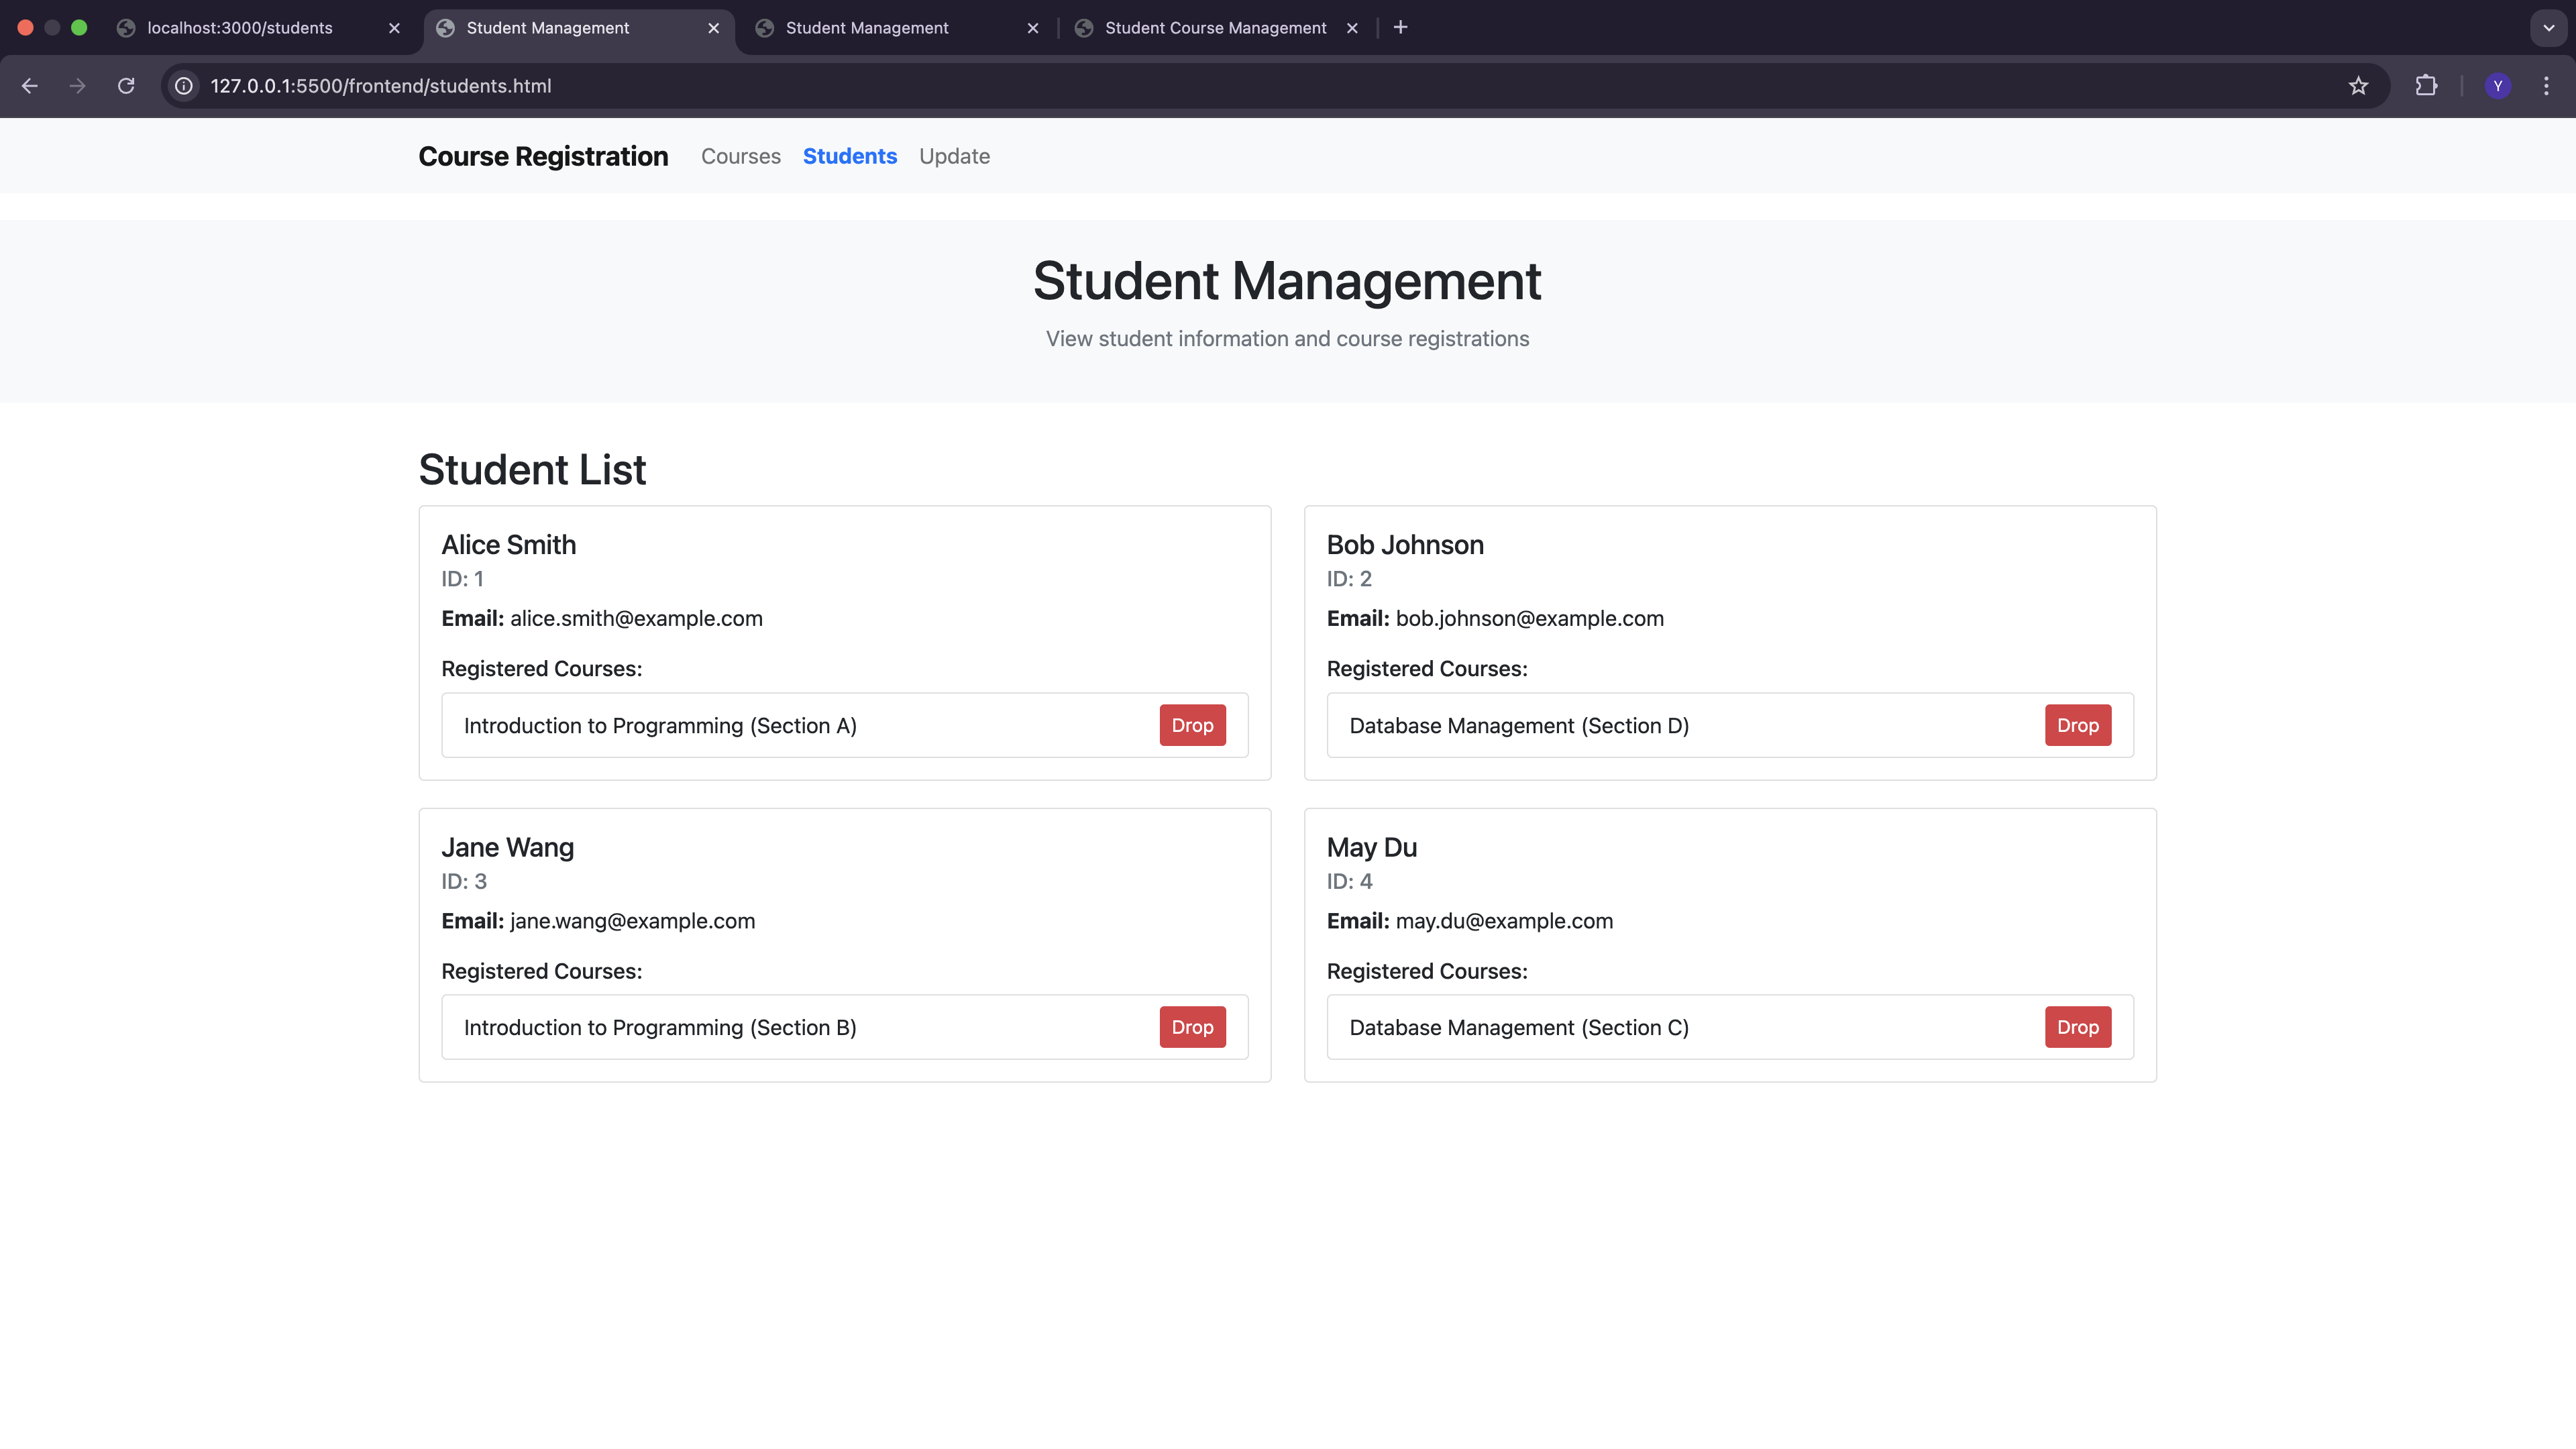 localhost:3000/students
Student Management
Student Management
Student Course Management
127.0.0.1:5500/frontend/students.html
Y
Course Registration Courses Students Update
Student Management
View student information and course registrations
Student List
Alice Smith
ID: 1
Email: alice.smith@example.com
Registered Courses:
Introduction to Programming (Section A) Drop
Bob Johnson
ID: 2
Email: bob.johnson@example.com
Registered Courses:
Database Management (Section D) Drop
Jane Wang
ID: 3
Email: jane.wang@example.com
Registered Courses:
Introduction to Programming (Section B) Drop
May Du
ID: 4
Email: may.du@example.com
Registered Courses:
Database Management (Section C) Drop